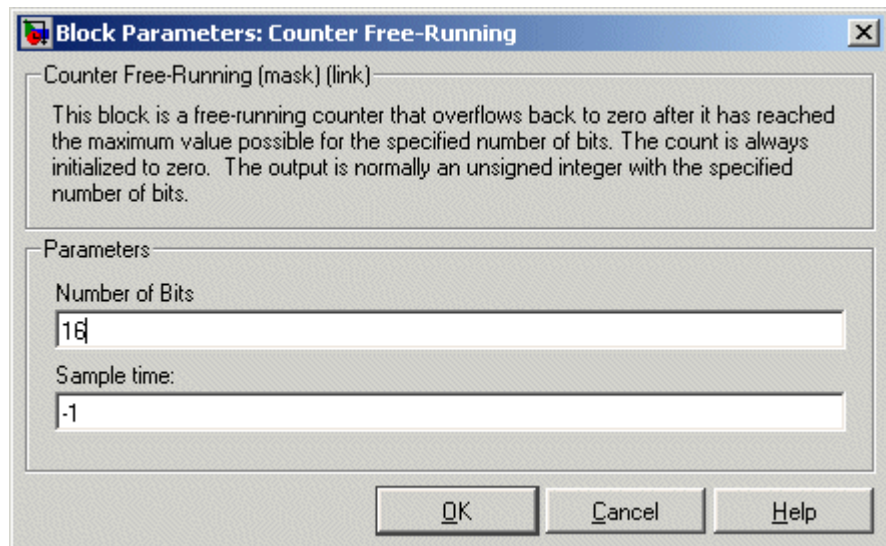 Block Parameters: Counter Free-Running
Counter Free-Running (mask) (link)
This block is a free-running counter that overflows back to zero after it has reached
the maximum value possible for the specified number of bits. The count is always
initialized to zero.  The output is normally an unsigned integer with the specified
number of bits.
Parameters
Number of Bits
16
Sample time:
-1
OK
Cancel
Help